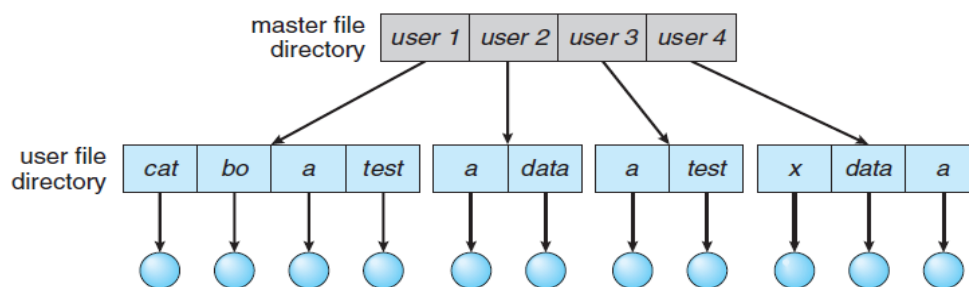 master file
directory
user 1 user 2 user 3 user 4
user file
directory
cat bo a test a data a test x data a